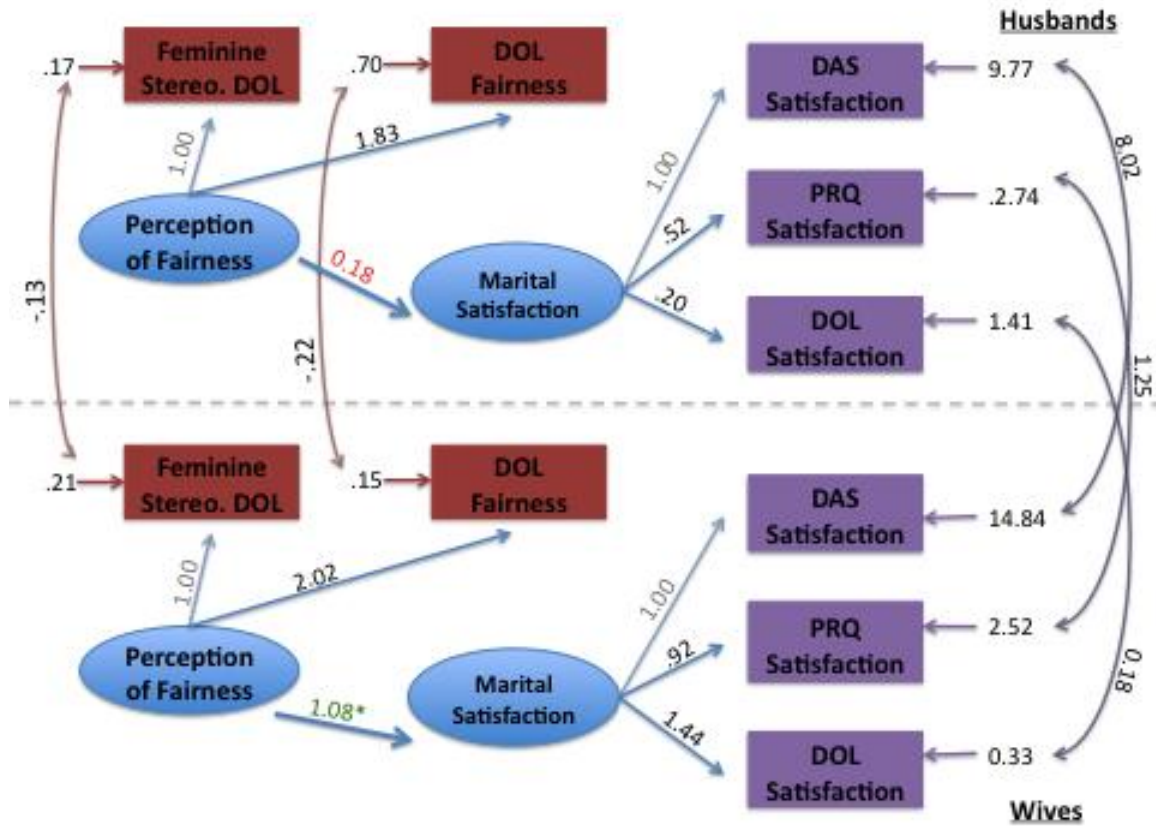 Husbands
.17
Feminine
Stereo. DOL
.70
DOL
Fairness
DAS
Satisfaction
9.77
1.00
1.83
1.00
8.02
Perception
of Fairness
0.18
Marital
Satisfaction
.52
PRQ
Satisfaction
.2.74
.20
DOL
Satisfaction
1.41
-.13
-.22
1.25
.21
Feminine
Stereo. DOL
.15
DOL
Fairness
DAS
Satisfaction
14.84
1.00
2.02
1.00
Perception
of Fairness
1.08*
Marital
Satisfaction
.92
PRQ
Satisfaction
2.52
0.18
1.44
DOL
Satisfaction
0.33
Wives